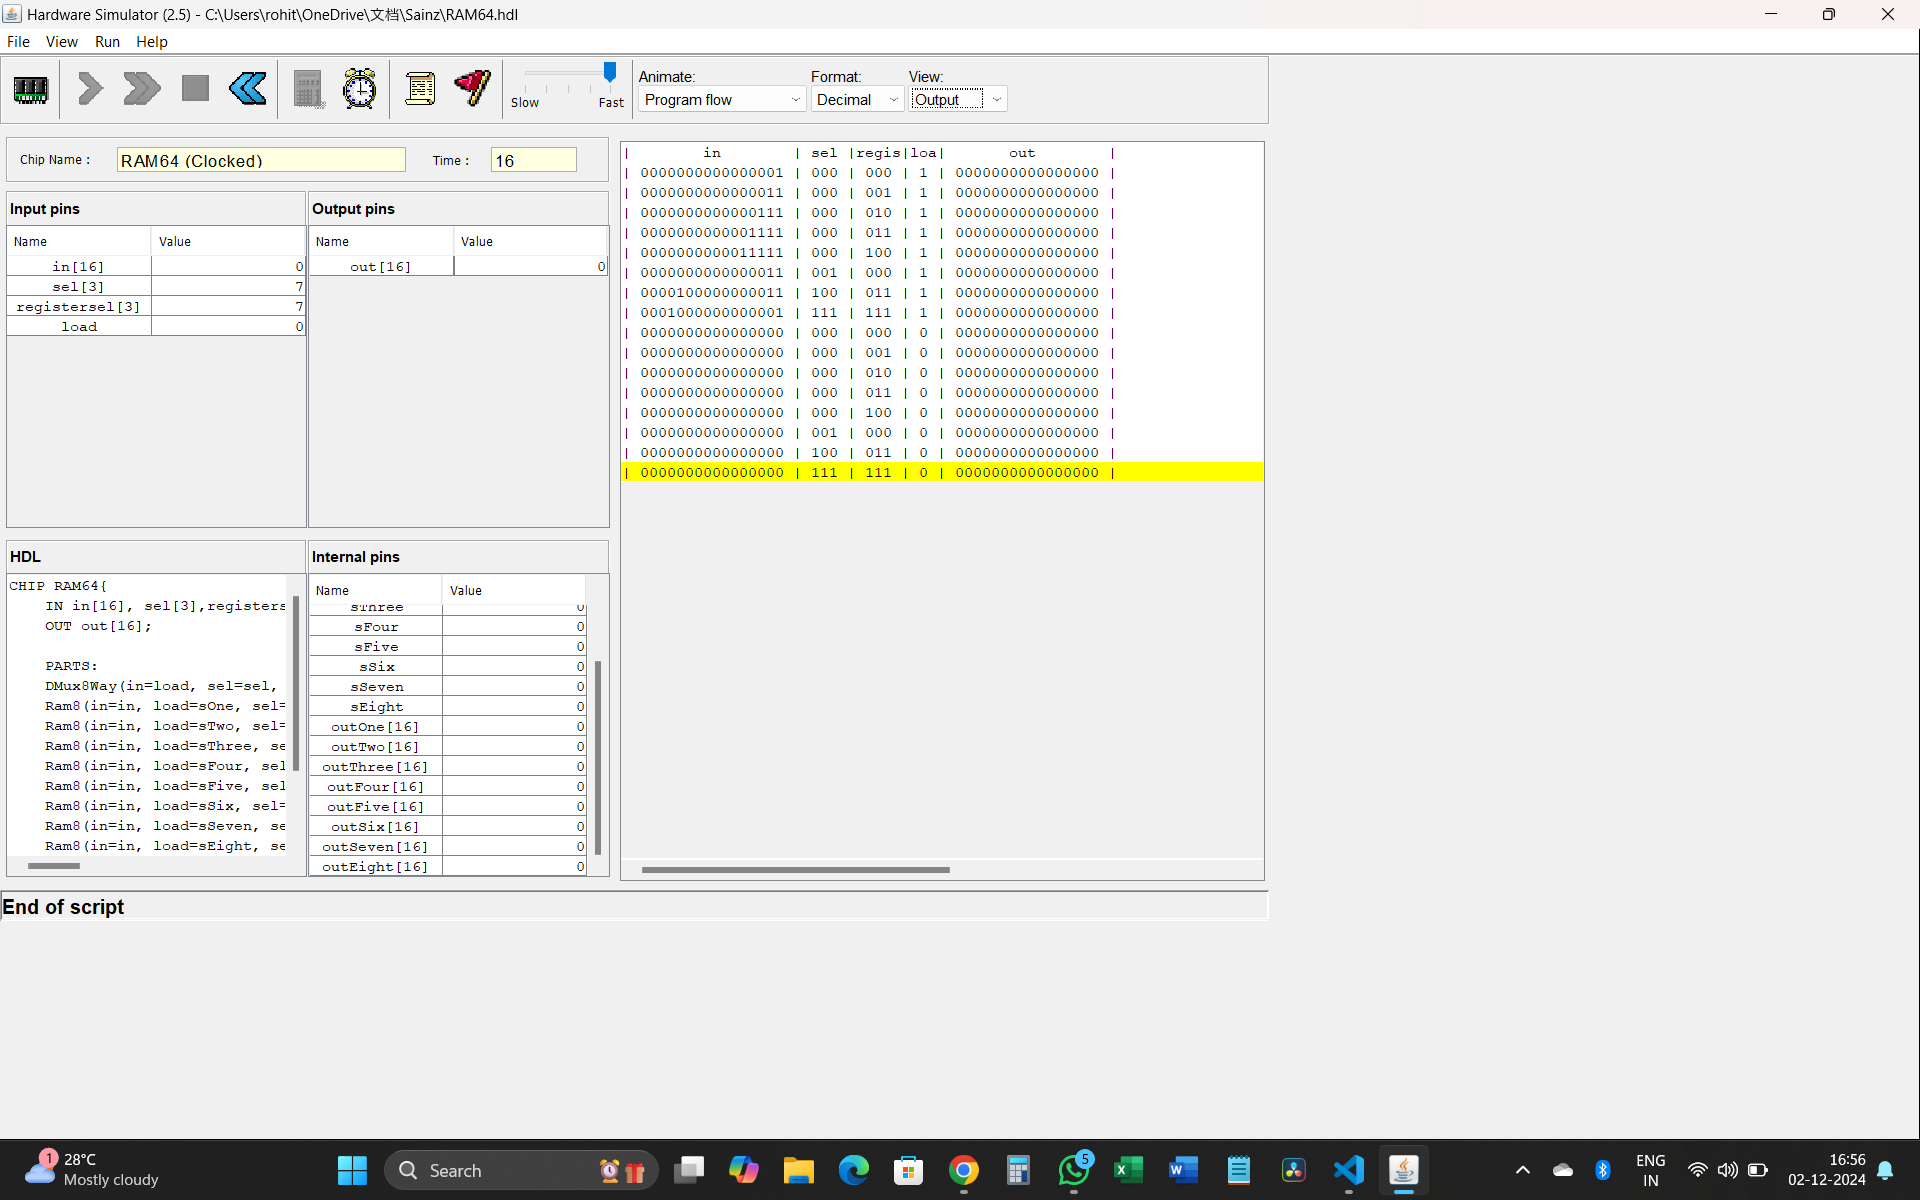 Hardware Simulator (2.5) - C:\Users\rohit\OneDrive\文档\Sainz\RAM64.hdl
File View Run Help
Slow Fast
Animate: Format: View:
Program flow Decimal Output
Chip Name : RAM64 (Clocked) Time : 16
Input pins
Name Value
in[16] 0
sel[3] 7
registersel[3] 7
load 0
Output pins
Name Value
out[16] 0
| in | sel |regis|loa| out |
| 0000000000000001 | 000 | 000 | 1 | 0000000000000000 |
| 0000000000000011 | 000 | 001 | 1 | 0000000000000000 |
| 0000000000000111 | 000 | 010 | 1 | 0000000000000000 |
| 0000000000001111 | 000 | 011 | 1 | 0000000000000000 |
| 0000000000011111 | 000 | 100 | 1 | 0000000000000000 |
| 0000000000000011 | 001 | 000 | 1 | 0000000000000000 |
| 0000100000000011 | 100 | 011 | 1 | 0000000000000000 |
| 0001000000000001 | 111 | 111 | 1 | 0000000000000000 |
| 0000000000000000 | 000 | 000 | 0 | 0000000000000000 |
| 0000000000000000 | 000 | 001 | 0 | 0000000000000000 |
| 0000000000000000 | 000 | 010 | 0 | 0000000000000000 |
| 0000000000000000 | 000 | 011 | 0 | 0000000000000000 |
| 0000000000000000 | 000 | 100 | 0 | 0000000000000000 |
| 0000000000000000 | 001 | 000 | 0 | 0000000000000000 |
| 0000000000000000 | 100 | 011 | 0 | 0000000000000000 |
| 0000000000000000 | 111 | 111 | 0 | 0000000000000000 |
HDL
CHIP RAM64{
IN in[16], sel[3],registers
OUT out[16];
PARTS:
DMux8Way(in=load, sel=sel,
Ram8(in=in, load=sOne, sel=
Ram8(in=in, load=sTwo, sel=
Ram8(in=in, load=sThree, se
Ram8(in=in, load=sFour, sel
Ram8(in=in, load=sFive, sel
Ram8(in=in, load=sSix, sel=
Ram8(in=in, load=sSeven, se
Ram8(in=in, load=sEight, se
Internal pins
Name Value
sThree 0
sFour 0
sFive 0
sSix 0
sSeven 0
sEight 0
outOne[16] 0
outTwo[16] 0
outThree[16] 0
outFour[16] 0
outFive[16] 0
outSix[16] 0
outSeven[16] 0
outEight[16] 0
End of script
1 28°C
Mostly cloudy
Search
5
ENG
IN
16:56
02-12-2024